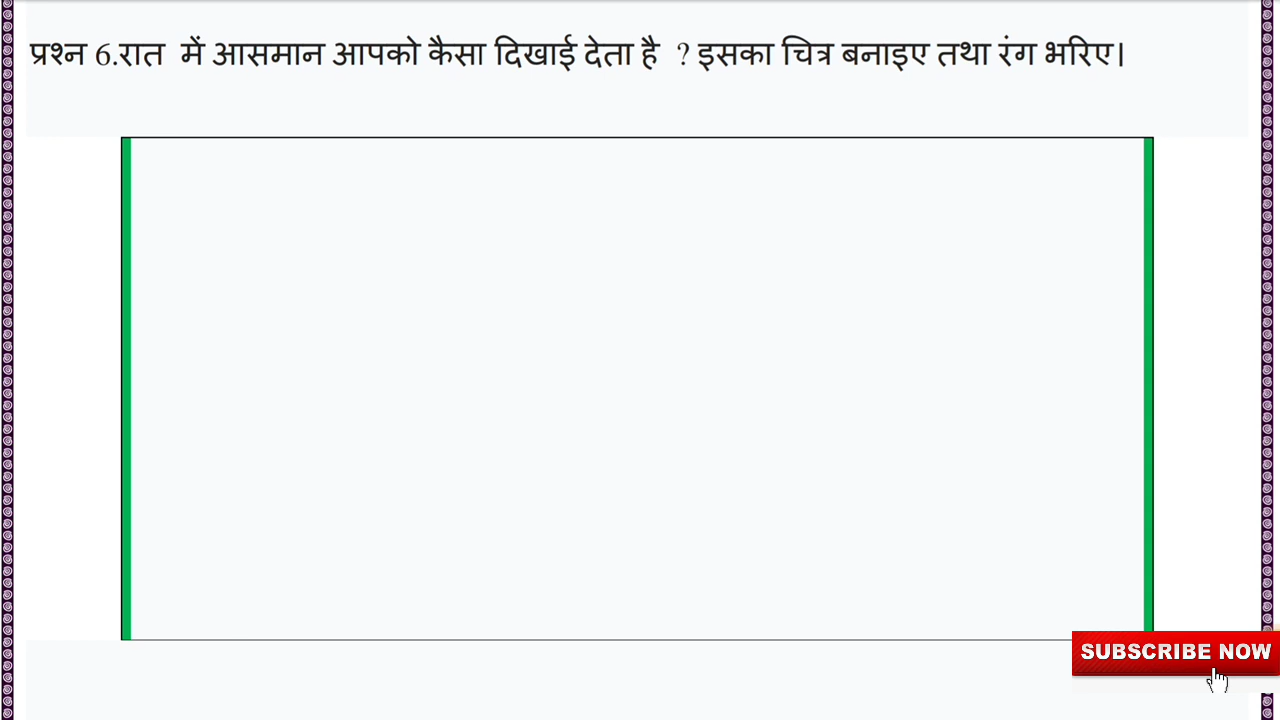 प्रश्न 6.रात में आसमान आपको कैसा दिखाई देता है ? इसका चित्र बनाइए तथा रंग भरिए।
SUBSCRIBE NOW